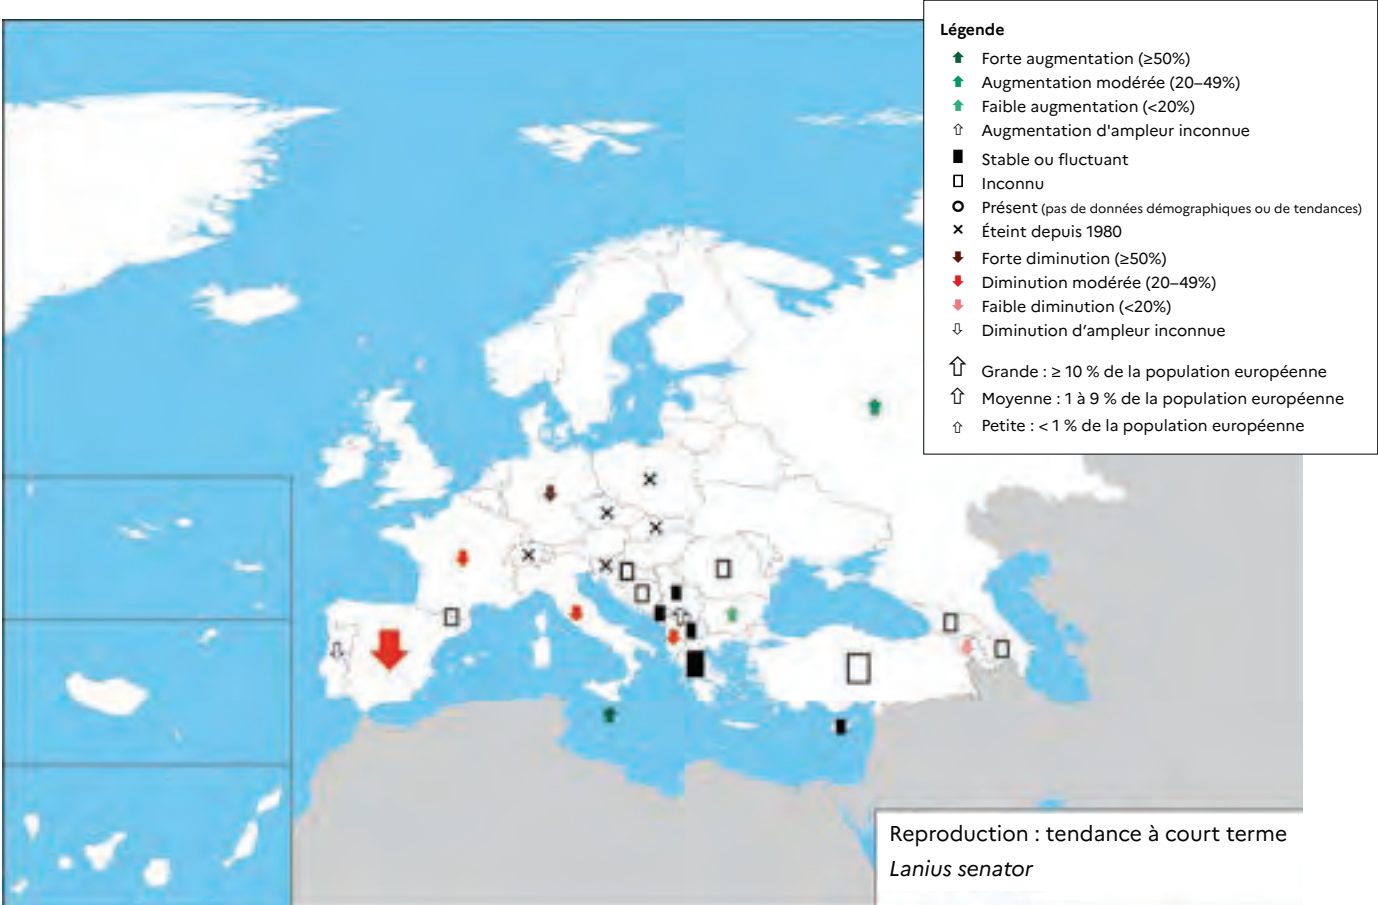 Légende
Forte augmentation (≥50%)
Augmentation modérée (20–49%)
Faible augmentation (<20%)
Augmentation d'ampleur inconnue
Stable ou fluctuant
Inconnu
Présent (pas de données démographiques ou de tendances)
Éteint depuis 1980
Forte diminution (≥50%)
Diminution modérée (20–49%)
Faible diminution (<20%)
Diminution d’ampleur inconnue
Grande : ≥ 10 % de la population européenne
Moyenne : 1 à 9 % de la population européenne
Petite : < 1 % de la population européenne
Reproduction : tendance à court terme
Lanius senator